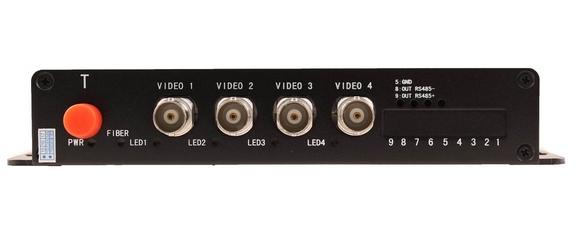 T
VIDEO 1 VIDEO 2 VIDEO 3 VIDEO 4
5:GND
8:OUT RS485-
9:OUT RS485+
FIBER
PWR LED1 LED2 LED3 LED4
9 8 7 6 5 4 3 2 1